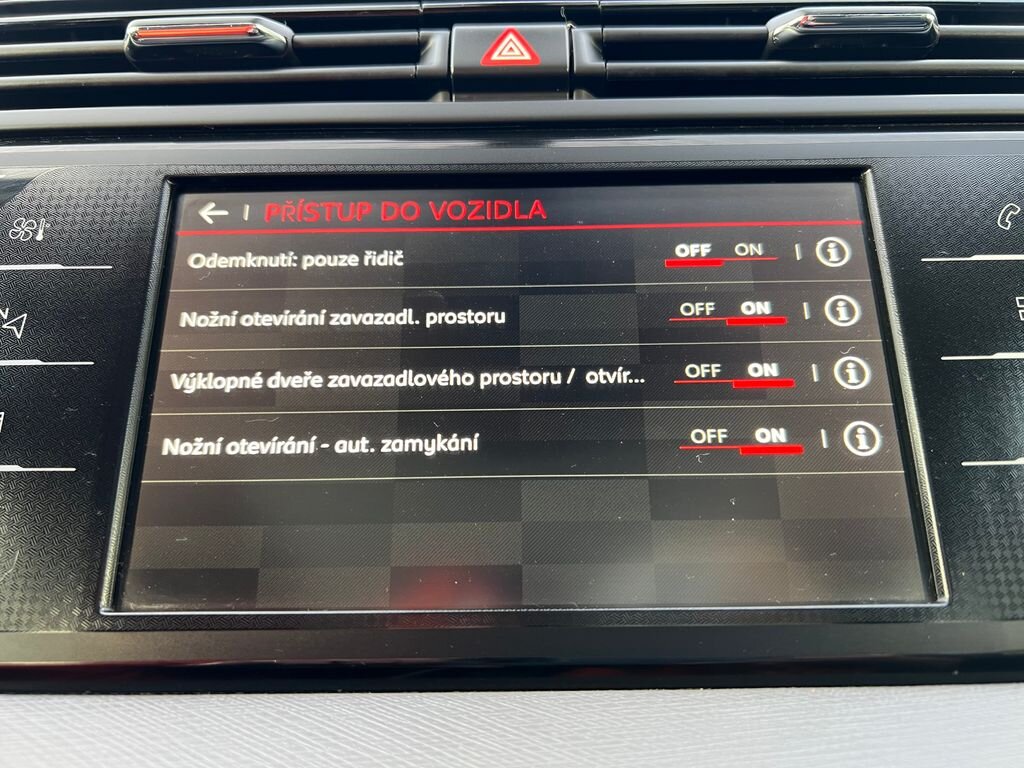 PŘÍSTUP DO VOZIDLA
Odemknutí: pouze řidič OFF ON
Nožní otevírání zavazadl. prostoru OFF ON
Výklopné dveře zavazadlového prostoru / otvír... OFF ON
Nožní otevírání - aut. zamykání OFF ON